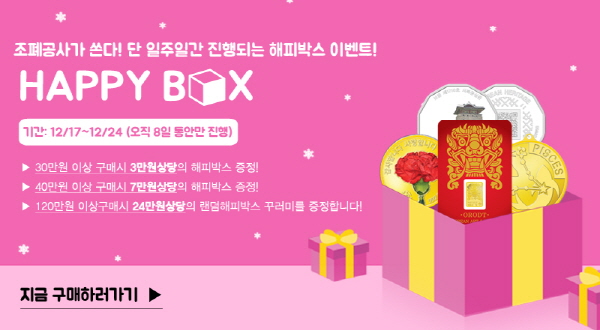 조폐공사가 쏜다! 단 일주일간 진행되는 해피박스 이벤트!
HAPPY BOX
기간: 12/17~12/24 (오직 8일 동안만 진행)
▶ 30만원 이상 구매시 3만원상당의 해피박스 증정!
▶ 40만원 이상 구매시 7만원상당의 해피박스 증정!
▶ 120만원 이상구매시 24만원상당의 랜덤해피박스 꾸러미를 증정합니다!
PISCES
·ORODT·
지금 구매하러가기 ▶